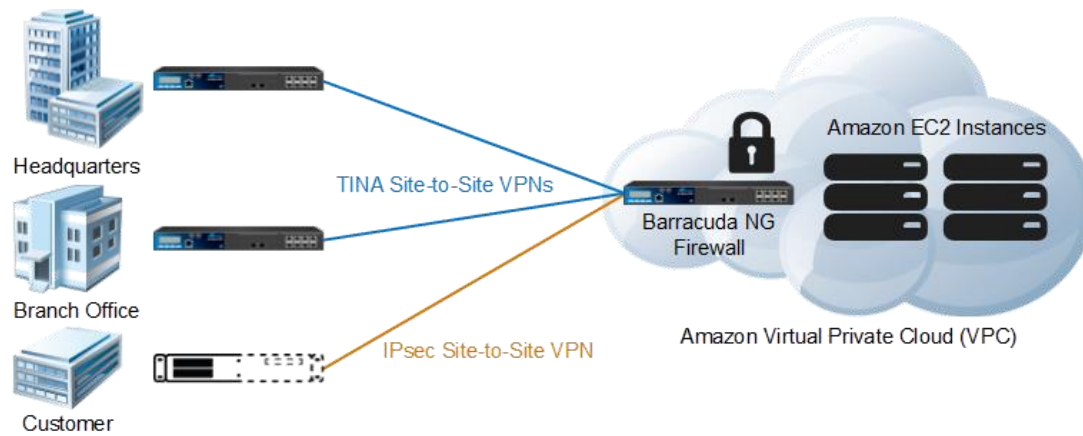 Headquarters
TINA Site-to-Site VPNs
Branch Office
IPsec Site-to-Site VPN
Customer
Amazon EC2 Instances
Barracuda NG
Firewall
Amazon Virtual Private Cloud (VPC)